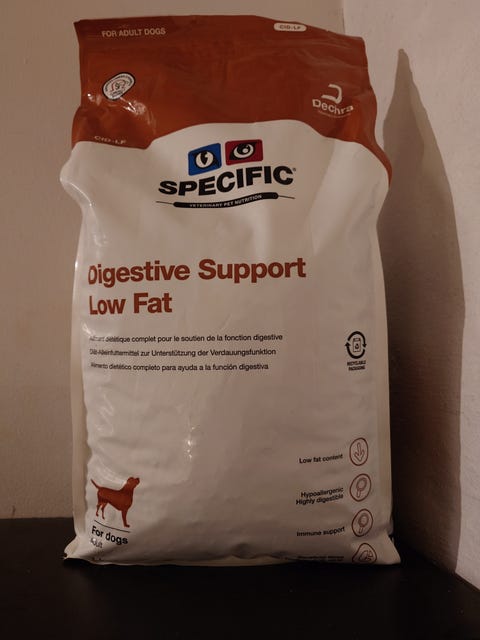 FOR ADULT DOGS
CID-LF
Dechra
CID-LF
SPECIFIC
VETERINARY PET NUTRITION
Digestive Support
Low Fat
Aliment diététique complet pour le soutien de la fonction digestive
Diät-Alleinfuttermittel zur Unterstützung der Verdauungsfunktion
Alimento dietético completo para ayuda a la función digestiva
RECYCLABLE
PACKAGING
Low fat content
Hypoallergenic
Highly digestible
Immune support
For dogs
Adult